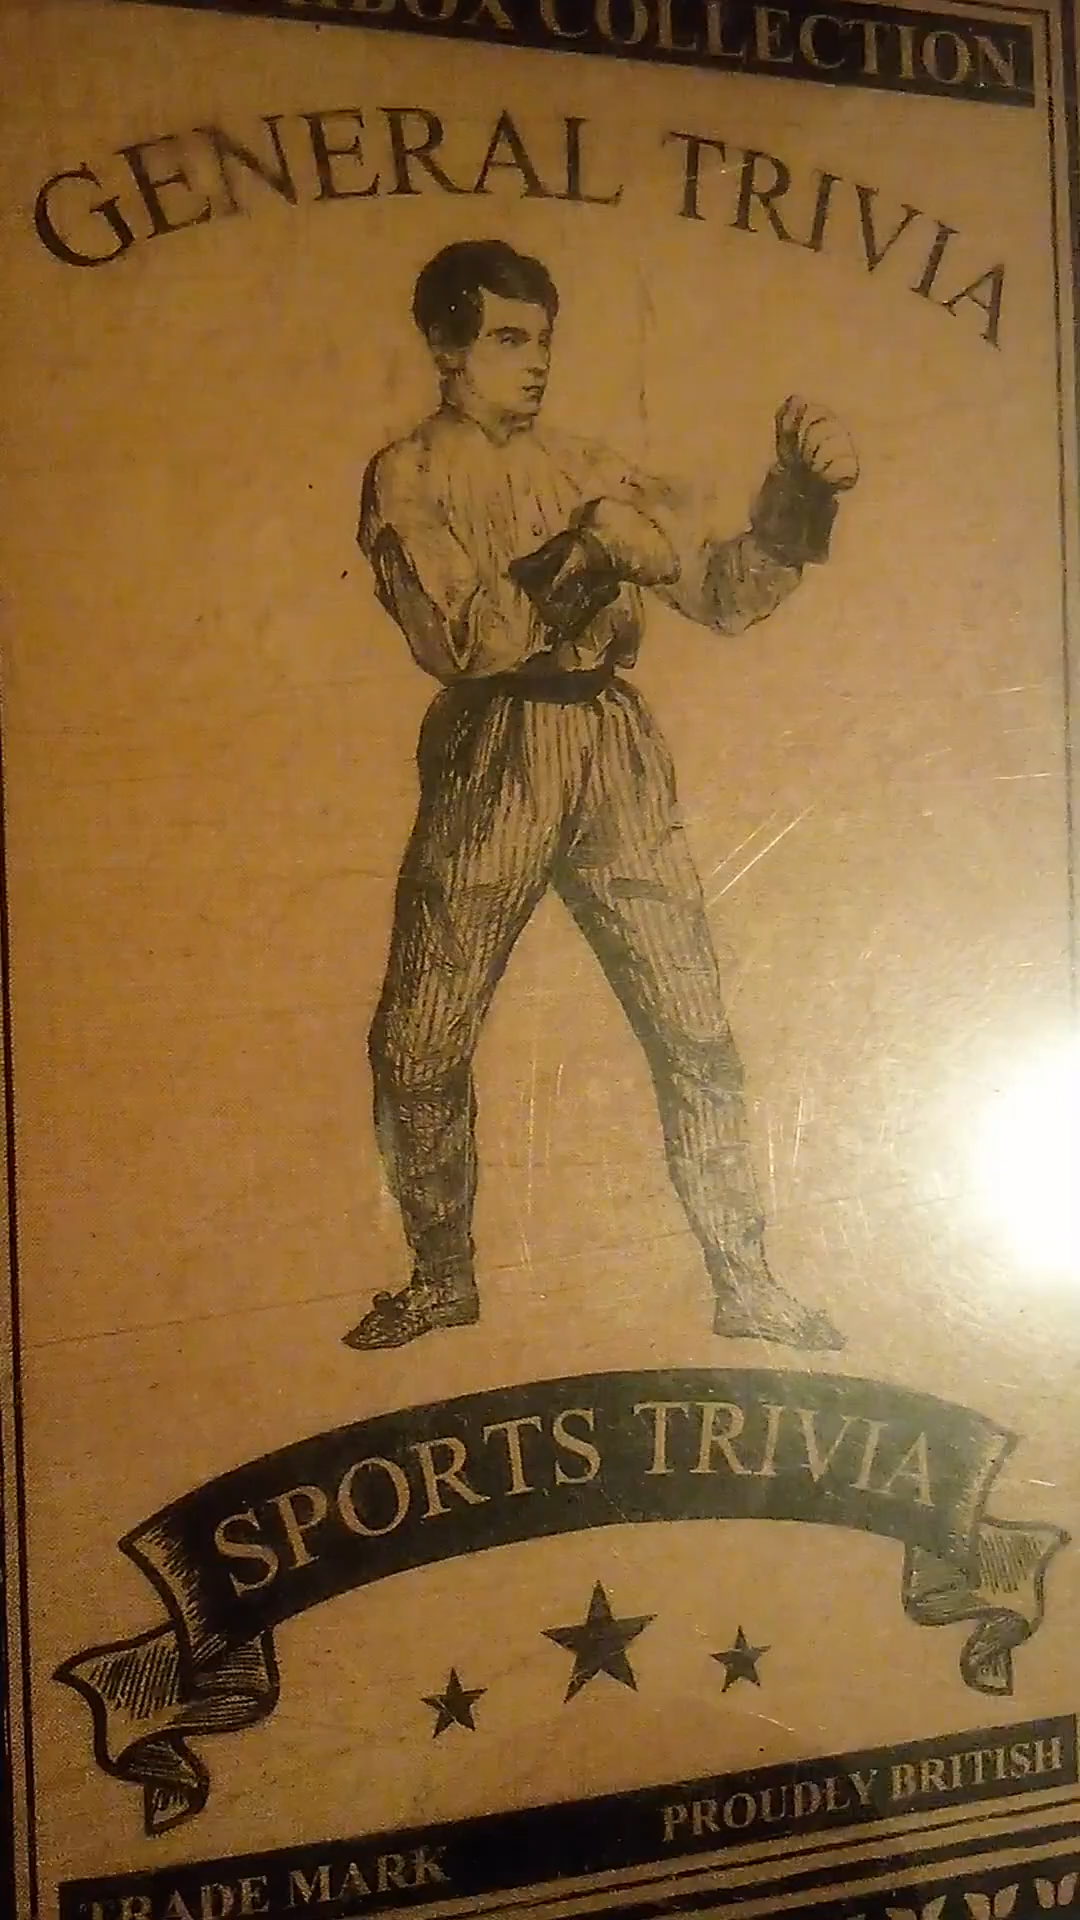 COLLECTION
GENERAL TRIVIA
SPORTS TRIVIA
TRADE MARK
PROUDLY BRITISH